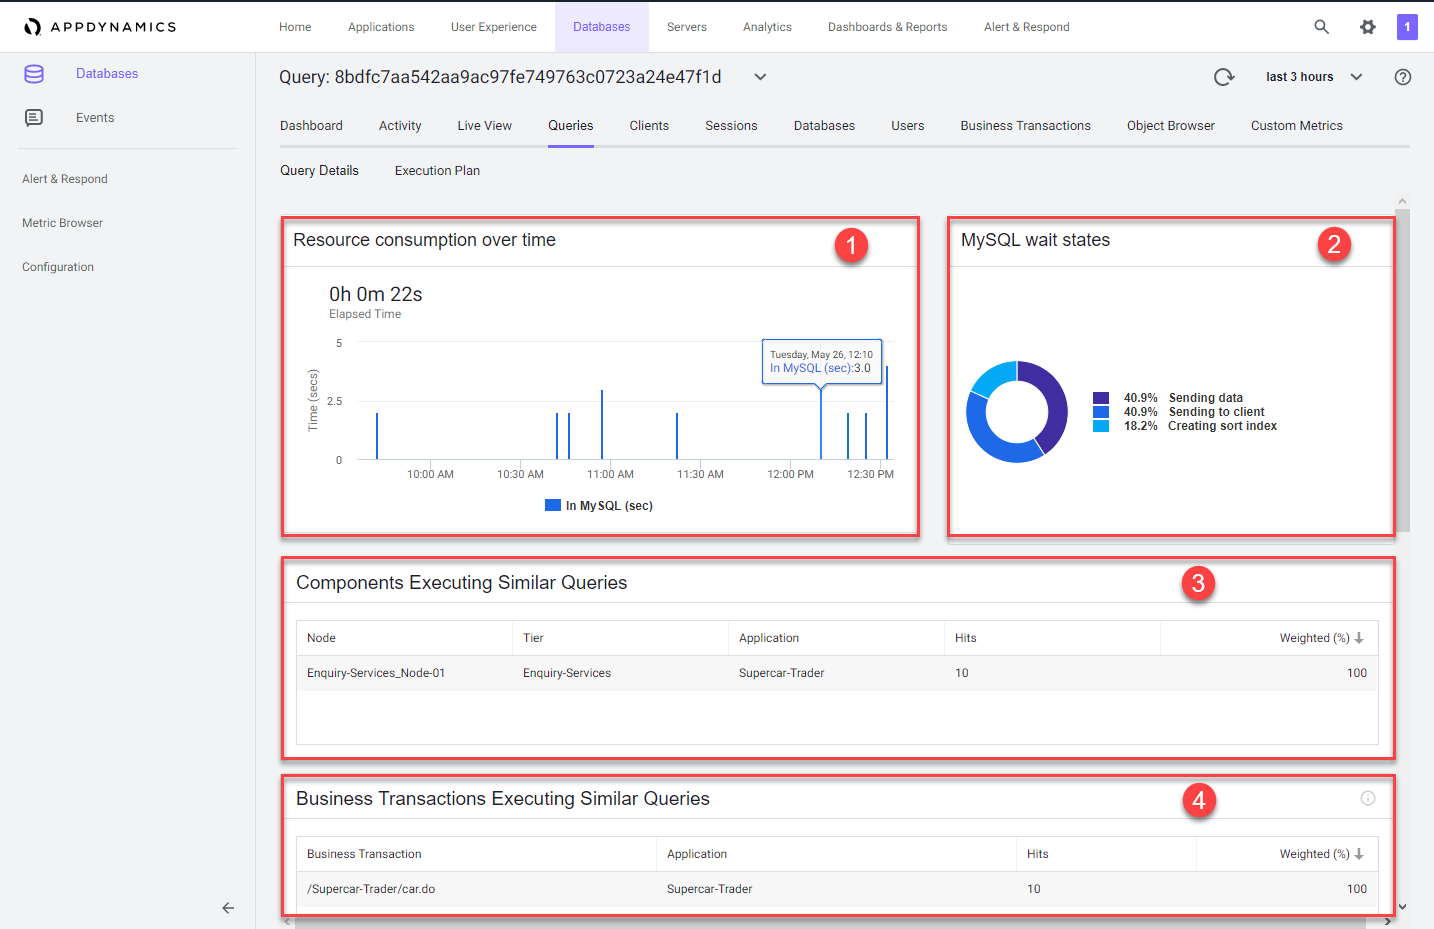 APPDYNAMICS
Home Applications User Experience Databases Servers Analytics Dashboards & Reports Alert & Respond 1
Databases
Events
Alert & Respond
Metric Browser
Configuration
Query: 8bdfc7aa542aa9ac97fe749763c0723a24e47f1d last 3 hours ?
Dashboard Activity Live View Queries Clients Sessions Databases Users Business Transactions Object Browser Custom Metrics
Query Details Execution Plan
Resource consumption over time 1
0h 0m 22s
Elapsed Time
Time (secs)
5
2.5
0
Tuesday, May 26, 12:10
In MySQL (sec):3.0
10:00 AM 10:30 AM 11:00 AM 11:30 AM 12:00 PM 12:30 PM
In MySQL (sec)
MySQL wait states 2
40.9% Sending data
40.9% Sending to client
18.2% Creating sort index
Components Executing Similar Queries 3
Node Tier Application Hits Weighted (%)
Enquiry-Services_Node-01 Enquiry-Services Supercar-Trader 10 100
Business Transactions Executing Similar Queries 4
Business Transaction Application Hits Weighted (%)
/Supercar-Trader/car.do Supercar-Trader 10 100